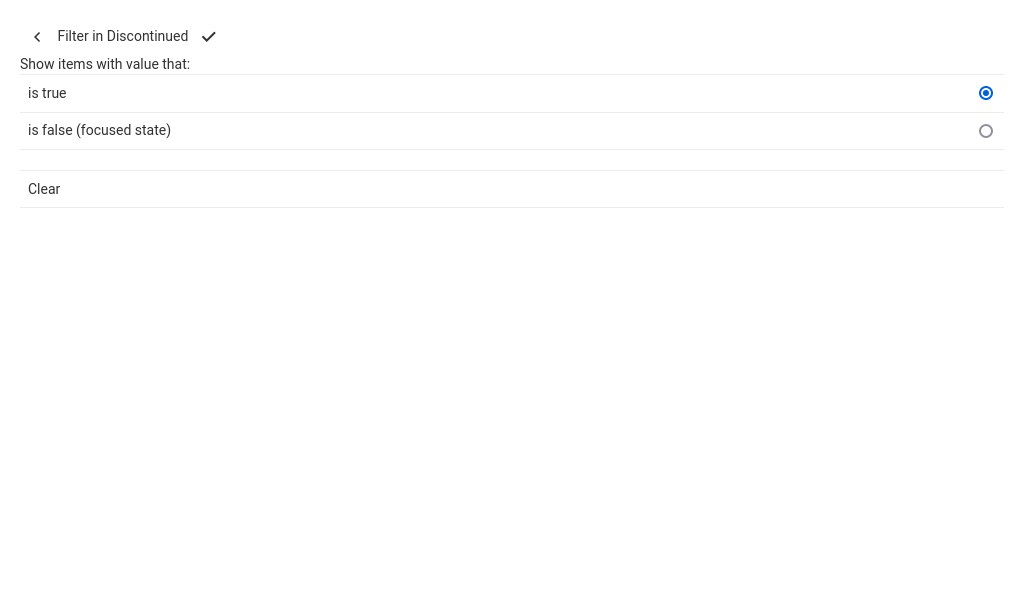 Filter in Discontinued
Show items with value that:
is true
is false (focused state)
Clear